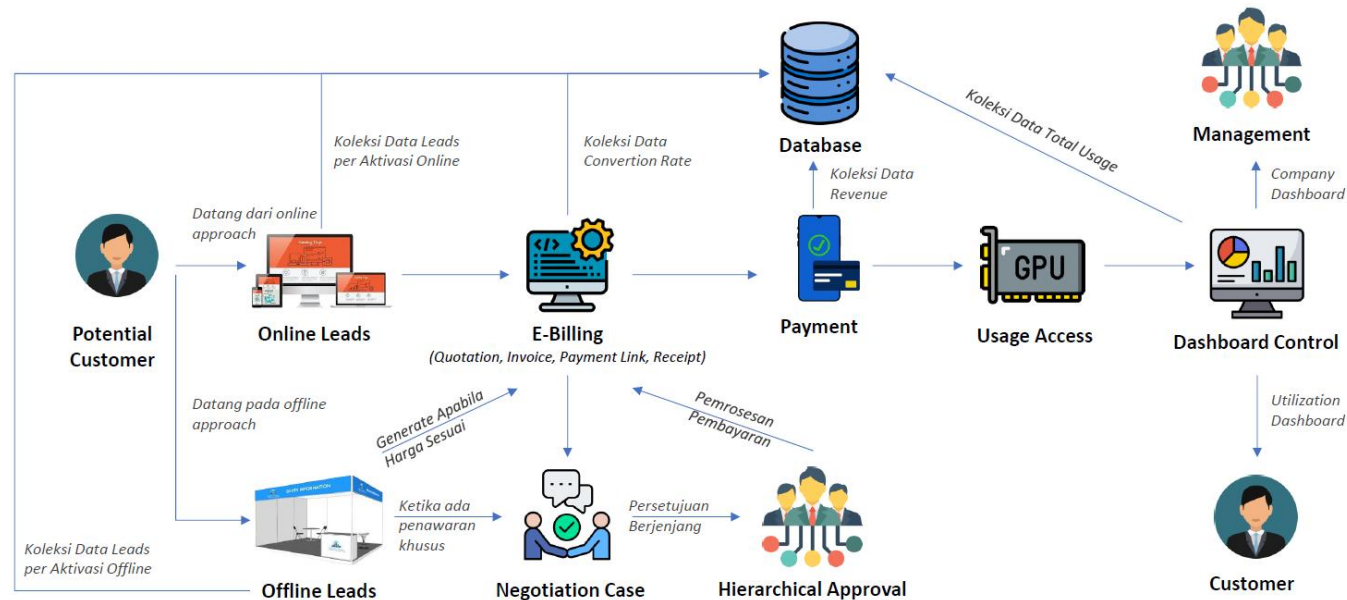 Database
Management
Koleksi Data Total Usage
Koleksi Data Leads
per Aktivasi Online
Koleksi Data
Convertion Rate
Koleksi Data
Revenue
Company
Dashboard
Datang dari online
approach
</>
GPU
Potential
Customer
Online Leads
E-Billing
(Quotation, Invoice, Payment Link, Receipt)
Payment
Usage Access
Dashboard Control
Datang pada offline
approach
Generate Apabila
Harga Sesuai
Pemrosesan
Pembayaran
Utilization
Dashboard
Ketika ada
penawaran
khusus
Persetujuan
Berjenjang
Koleksi Data Leads
per Aktivasi Offline
Offline Leads
Negotiation Case
Hierarchical Approval
Customer